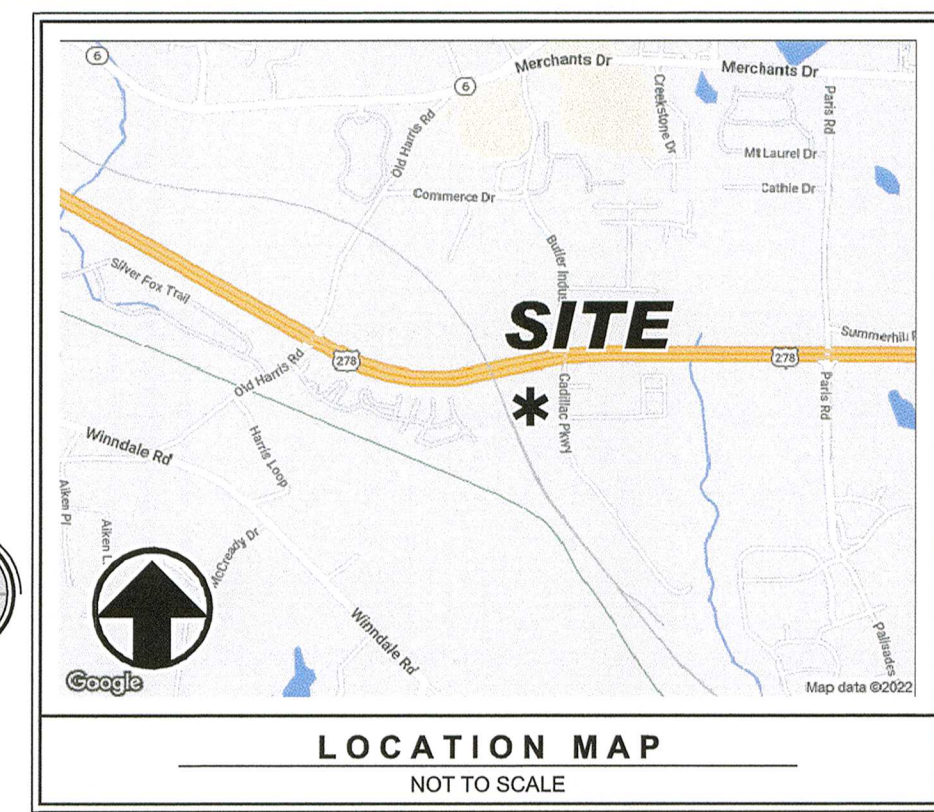 6
Merchants Dr
Merchants Dr
6
Old Harris Rd
Creekstone Dr
Paris Rd
Mt Laurel Dr
Cathie Dr
Commerce Dr
Butler Indus
Silver Fox Trail
SITE
Summerhill
278
278
Old Harris Rd
*
Cadillac Pkwy
Paris Rd
Winndale Rd
Harris Loop
Aiken Pl
Aiken L
McCready Dr
Winndale Rd
Palisades
Google
Map data ©2022
LOCATION MAP
NOT TO SCALE